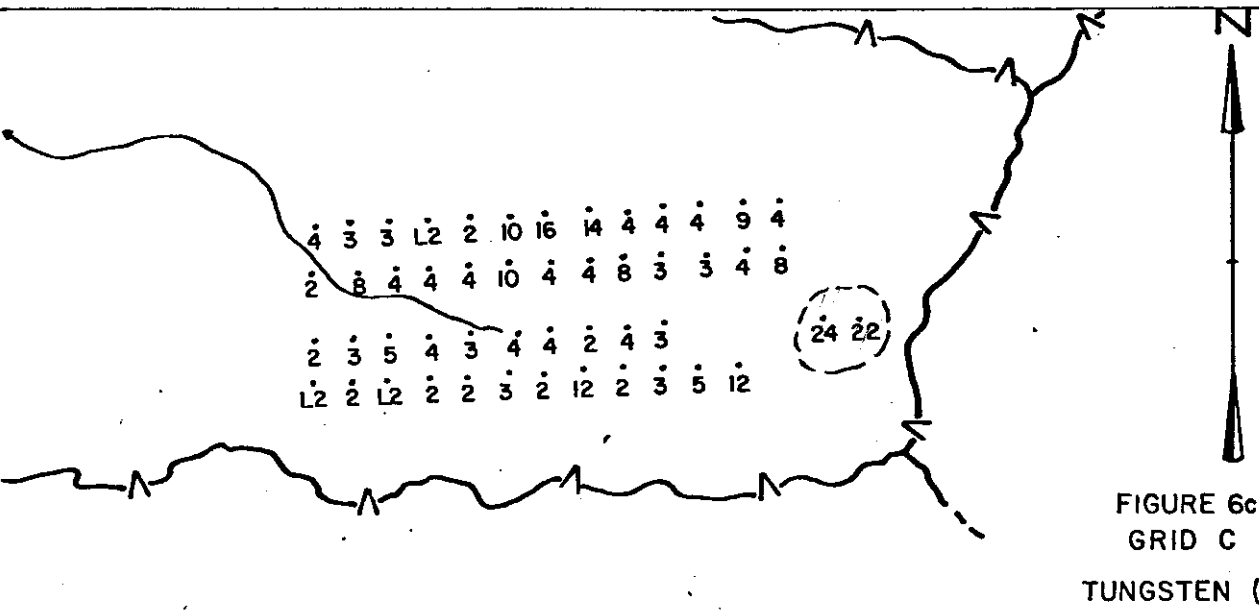 N
4 3 3 L2 2 10 16 14 4 4 4 9 4
2 8 4 4 4 10 4 4 8 3 3 4 8
24 22
2 3 5 4 3 4 4 2 4 3
L2 2 L2 2 2 3 2 12 2 3 5 12
FIGURE 6c
GRID C
TUNGSTEN (